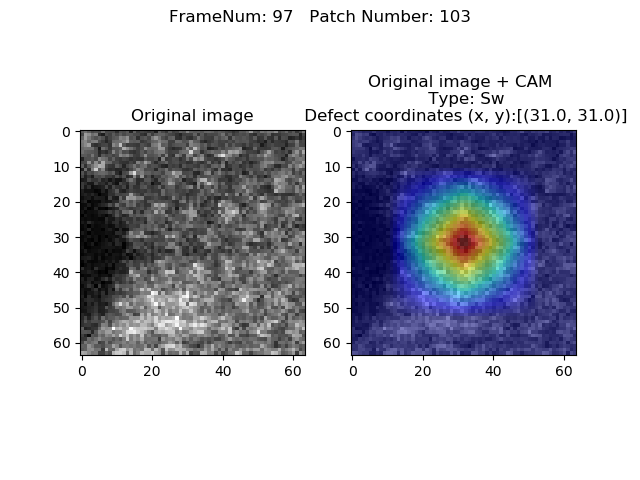 FrameNum: 97   Patch Number: 103
Original image
0
10
20
30
40
50
60
0 20 40 60
Original image + CAM
Type: Sw
Defect coordinates (x, y):[(31.0, 31.0)]
0
10
20
30
40
50
60
0 20 40 60